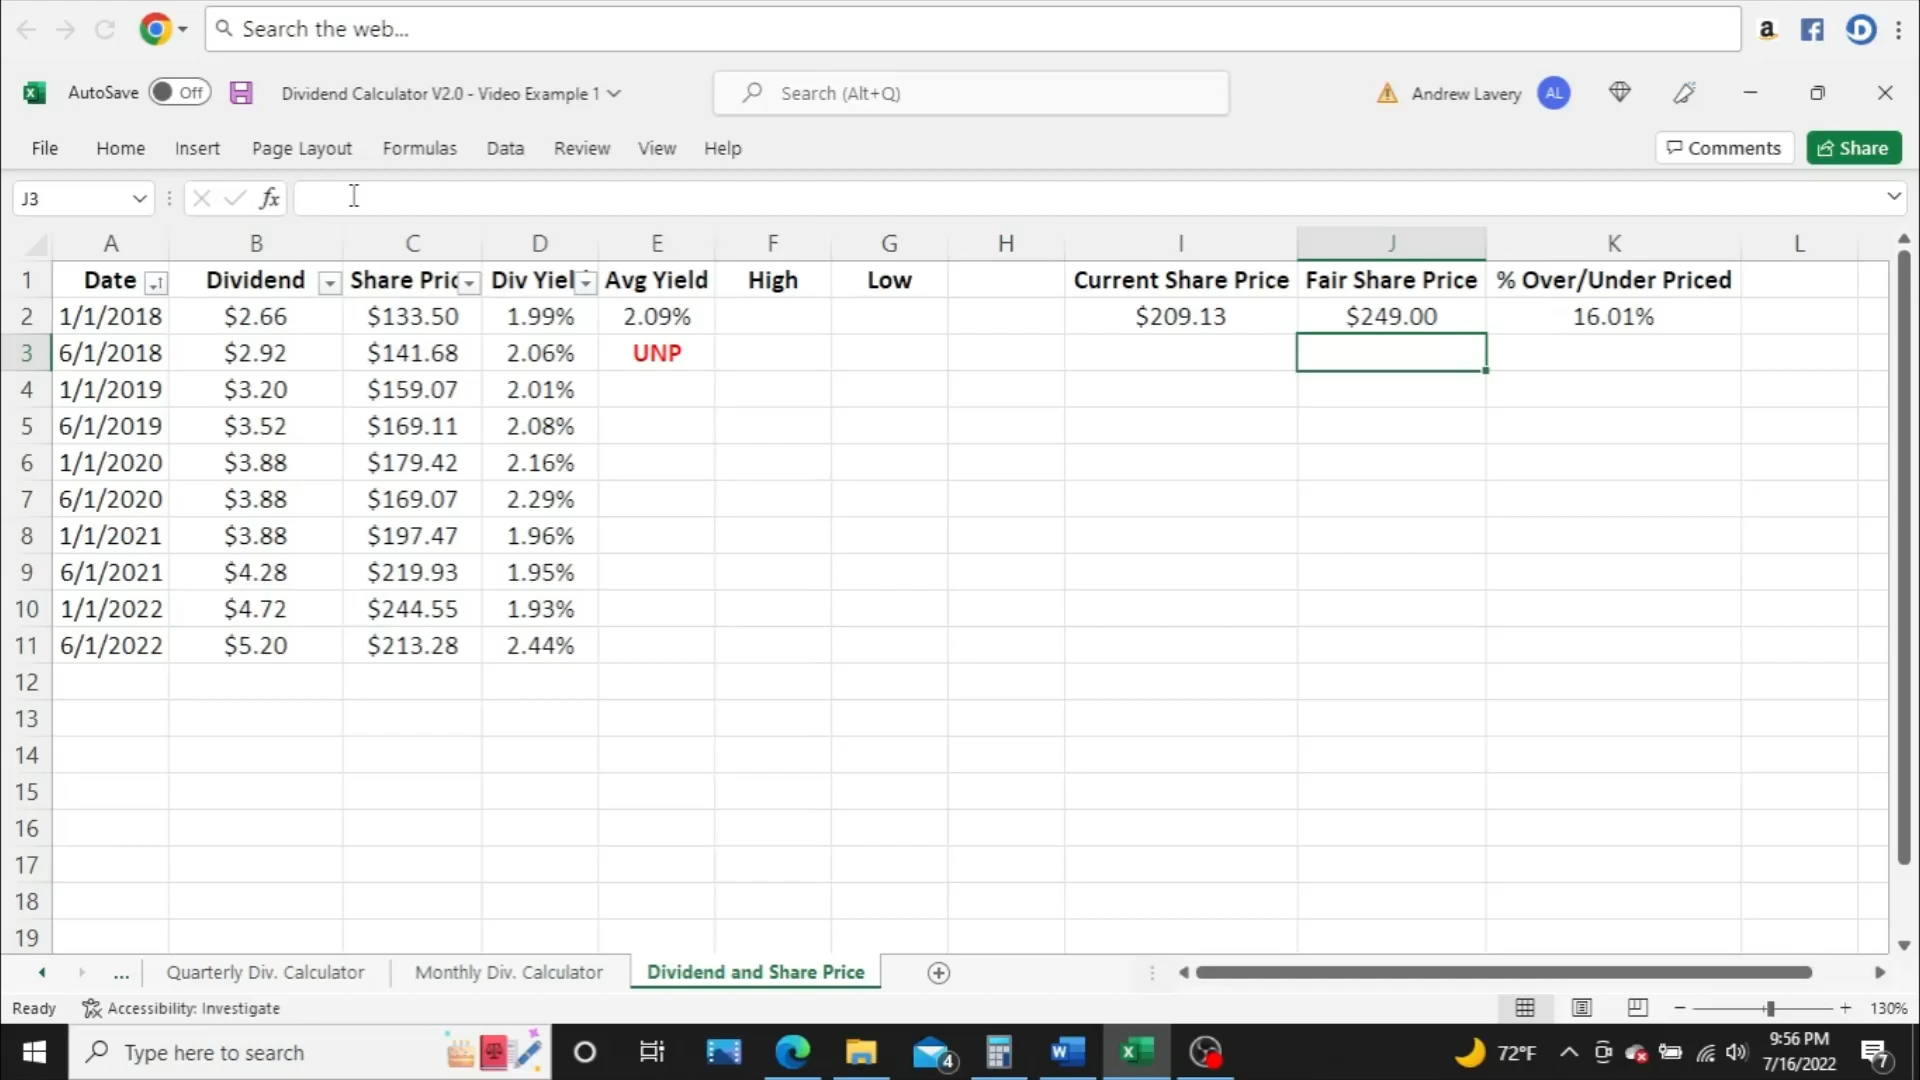 Search the web...
AutoSave Off Dividend Calculator V2.0 - Video Example 1 Search (Alt+Q) Andrew Lavery AL
File Home Insert Page Layout Formulas Data Review View Help Comments Share
J3 fx
A B C D E F G H I J K L
1 Date Dividend Share Pric Div Yiel Avg Yield High Low Current Share Price Fair Share Price % Over/Under Priced
2 1/1/2018 $2.66 $133.50 1.99% 2.09% $209.13 $249.00 16.01%
3 6/1/2018 $2.92 $141.68 2.06% UNP
4 1/1/2019 $3.20 $159.07 2.01%
5 6/1/2019 $3.52 $169.11 2.08%
6 1/1/2020 $3.88 $179.42 2.16%
7 6/1/2020 $3.88 $169.07 2.29%
8 1/1/2021 $3.88 $197.47 1.96%
9 6/1/2021 $4.28 $219.93 1.95%
10 1/1/2022 $4.72 $244.55 1.93%
11 6/1/2022 $5.20 $213.28 2.44%
12
13
14
15
16
17
18
19
... Quarterly Div. Calculator Monthly Div. Calculator Dividend and Share Price
Ready Accessibility: Investigate 130%
Type here to search 4 72°F 9:56 PM 7
7/16/2022